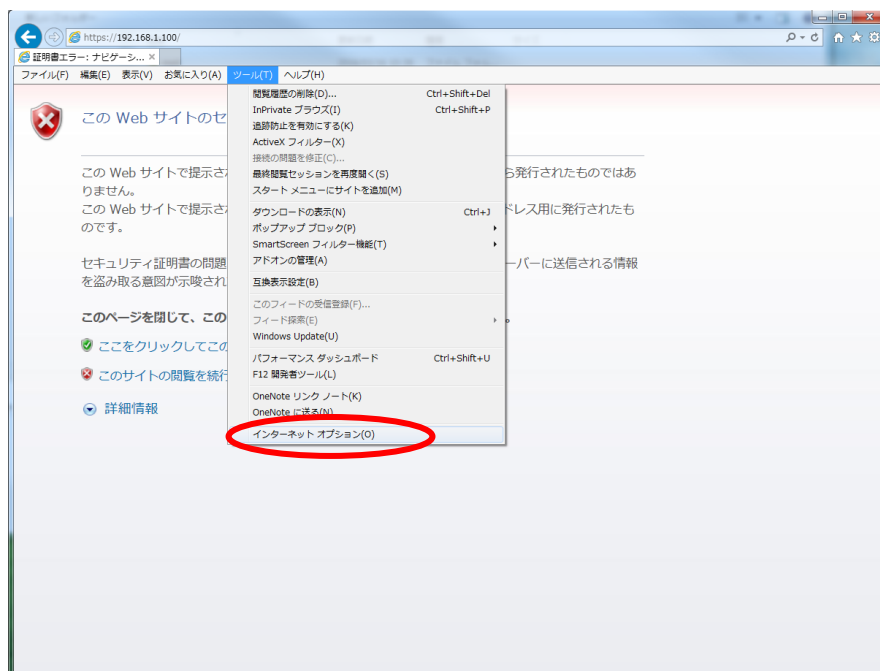 https://192.168.1.100/
証明書エラー: ナビゲーシ... ×
ファイル(F) 編集(E) 表示(V) お気に入り(A) ツール(T) ヘルプ(H)
閲覧履歴の削除(D)... Ctrl+Shift+Del
InPrivate ブラウズ(I) Ctrl+Shift+P
追跡防止を有効にする(K)
ActiveX フィルター(X)
接続の問題を修正(C)...
最終閲覧セッションを再度開く(S)
スタート メニューにサイトを追加(M)
ダウンロードの表示(N) Ctrl+J
ポップアップ ブロック(P)
SmartScreen フィルター機能(T)
アドオンの管理(A)
互換表示設定(B)
このフィードの受信登録(F)...
フィード探索(E)
Windows Update(U)
パフォーマンス ダッシュボード Ctrl+Shift+U
F12 開発者ツール(L)
OneNote リンク ノート(K)
OneNote に送る(N)
インターネット オプション(O)
この Web サイトのセ
この Web サイトで提示さ ら発行されたものではあ
りません。
この Web サイトで提示さ ドレス用に発行されたも
のです。
セキュリティ証明書の問題 ーバーに送信される情報
を盗み取る意図が示唆され
このページを閉じて、この 。
ここをクリックしてこの
このサイトの閲覧を続行
詳細情報